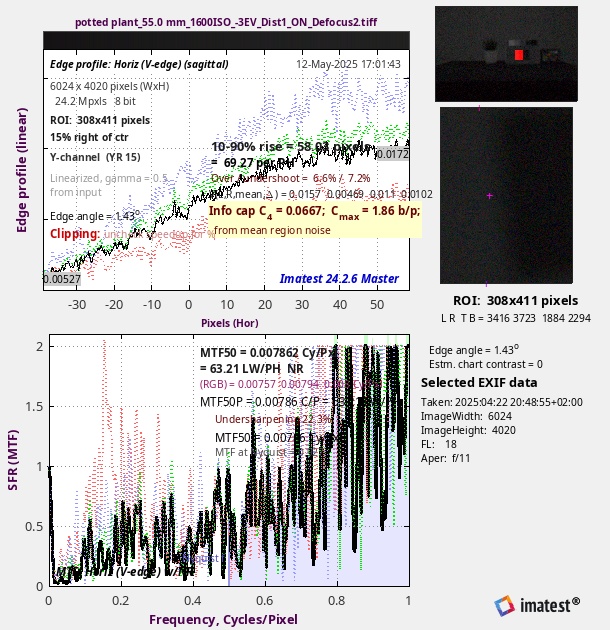 potted plant_55.0 mm_1600ISO_-3EV_Dist1_ON_Defocus2.tiff
Edge profile: Horiz (V-edge) (sagittal)
12-May-2025 17:01:43
6024 x 4020 pixels (WxH)
24.2 Mpxls   8 bit
ROI:  308x411 pixels
15% right of ctr
Y-channel  (YR 15)
Linearized, gamma = 0.5
from input
Edge angle = 1.43°
Clipping:
10-90% rise = 58.03 pixels
=  69.27 per PH
Over/Undershoot =  6.6% /  7.2%
0.0172
0.0102
Info cap C4 = 0.0667;  Cmax = 1.86 b/p;
from mean region noise
0.00527
Imatest 24.2.6 Master
Edge profile (linear)
-30 -20 -10 0 10 20 30 40 50
Pixels (Hor)
MTF50 = 0.007862 Cy/Pxl
= 63.21 LW/PH  NR
(RGB) = 0.00757 0.00794
MTF50P = 0.00786 C/P =
Undersharpening 22.3%
MTF Horiz (V-edge) w/NR
SFR (MTF)
2
1.5
1
0.5
0
0 0.2 0.4 0.6 0.8 1
Frequency, Cycles/Pixel
ROI:  308x411 pixels
L R  T B = 3416 3723  1884 2294
Edge angle = 1.43°
Estm. chart contrast = 0
Selected EXIF data
Taken: 2025:04:22 20:48:55+02:00
ImageWidth:  6024
ImageHeight:  4020
FL:   18
Aper:  f/11
imatest®